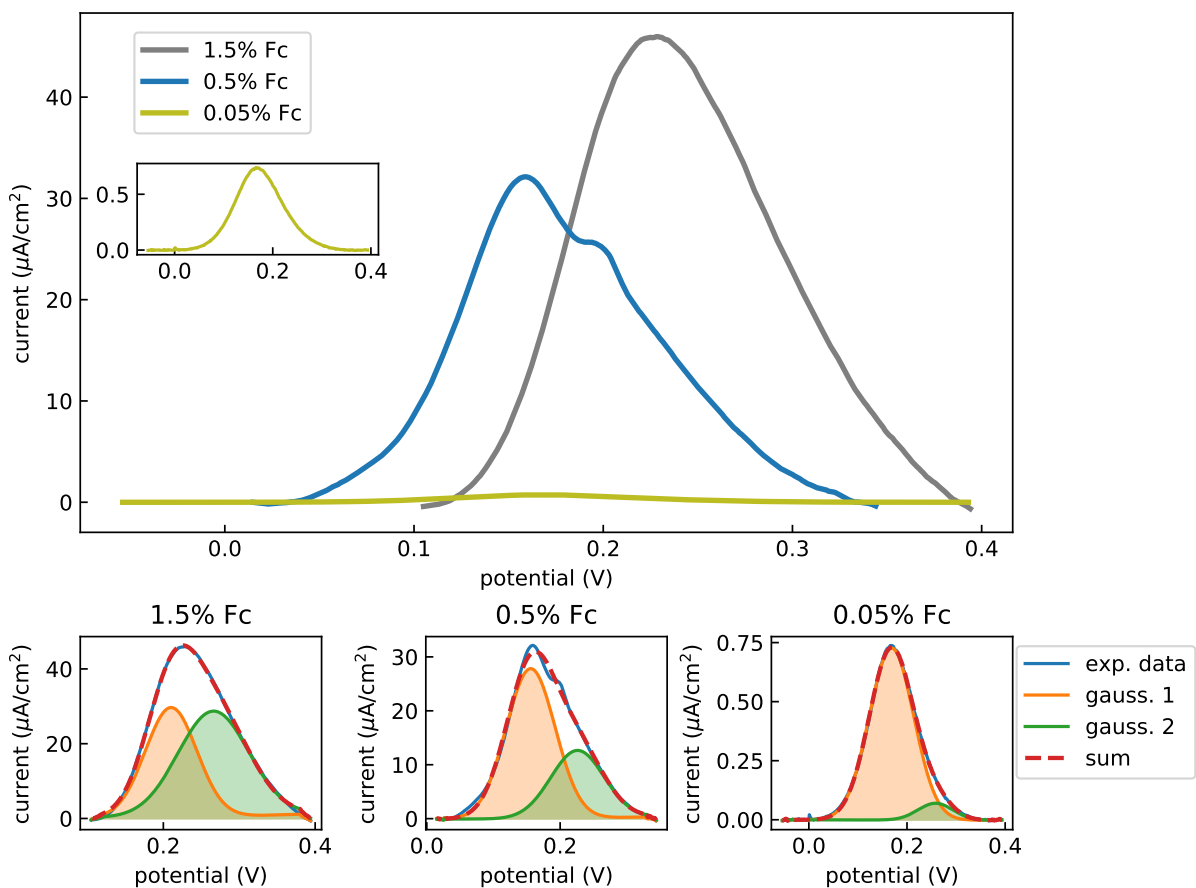 1.5% Fc
0.5% Fc
0.05% Fc
40
30
20
10
0
current (μA/cm²)
0.5
0.0
0.0 0.2 0.4
0.0 0.1 0.2 0.3 0.4
potential (V)
1.5% Fc
current (μA/cm²)
40
20
0
0.2 0.4
potential (V)
0.5% Fc
current (μA/cm²)
30
20
10
0
0.0 0.2
potential (V)
0.05% Fc
current (μA/cm²)
0.75
0.50
0.25
0.00
0.0 0.2 0.4
potential (V)
exp. data
gauss. 1
gauss. 2
sum